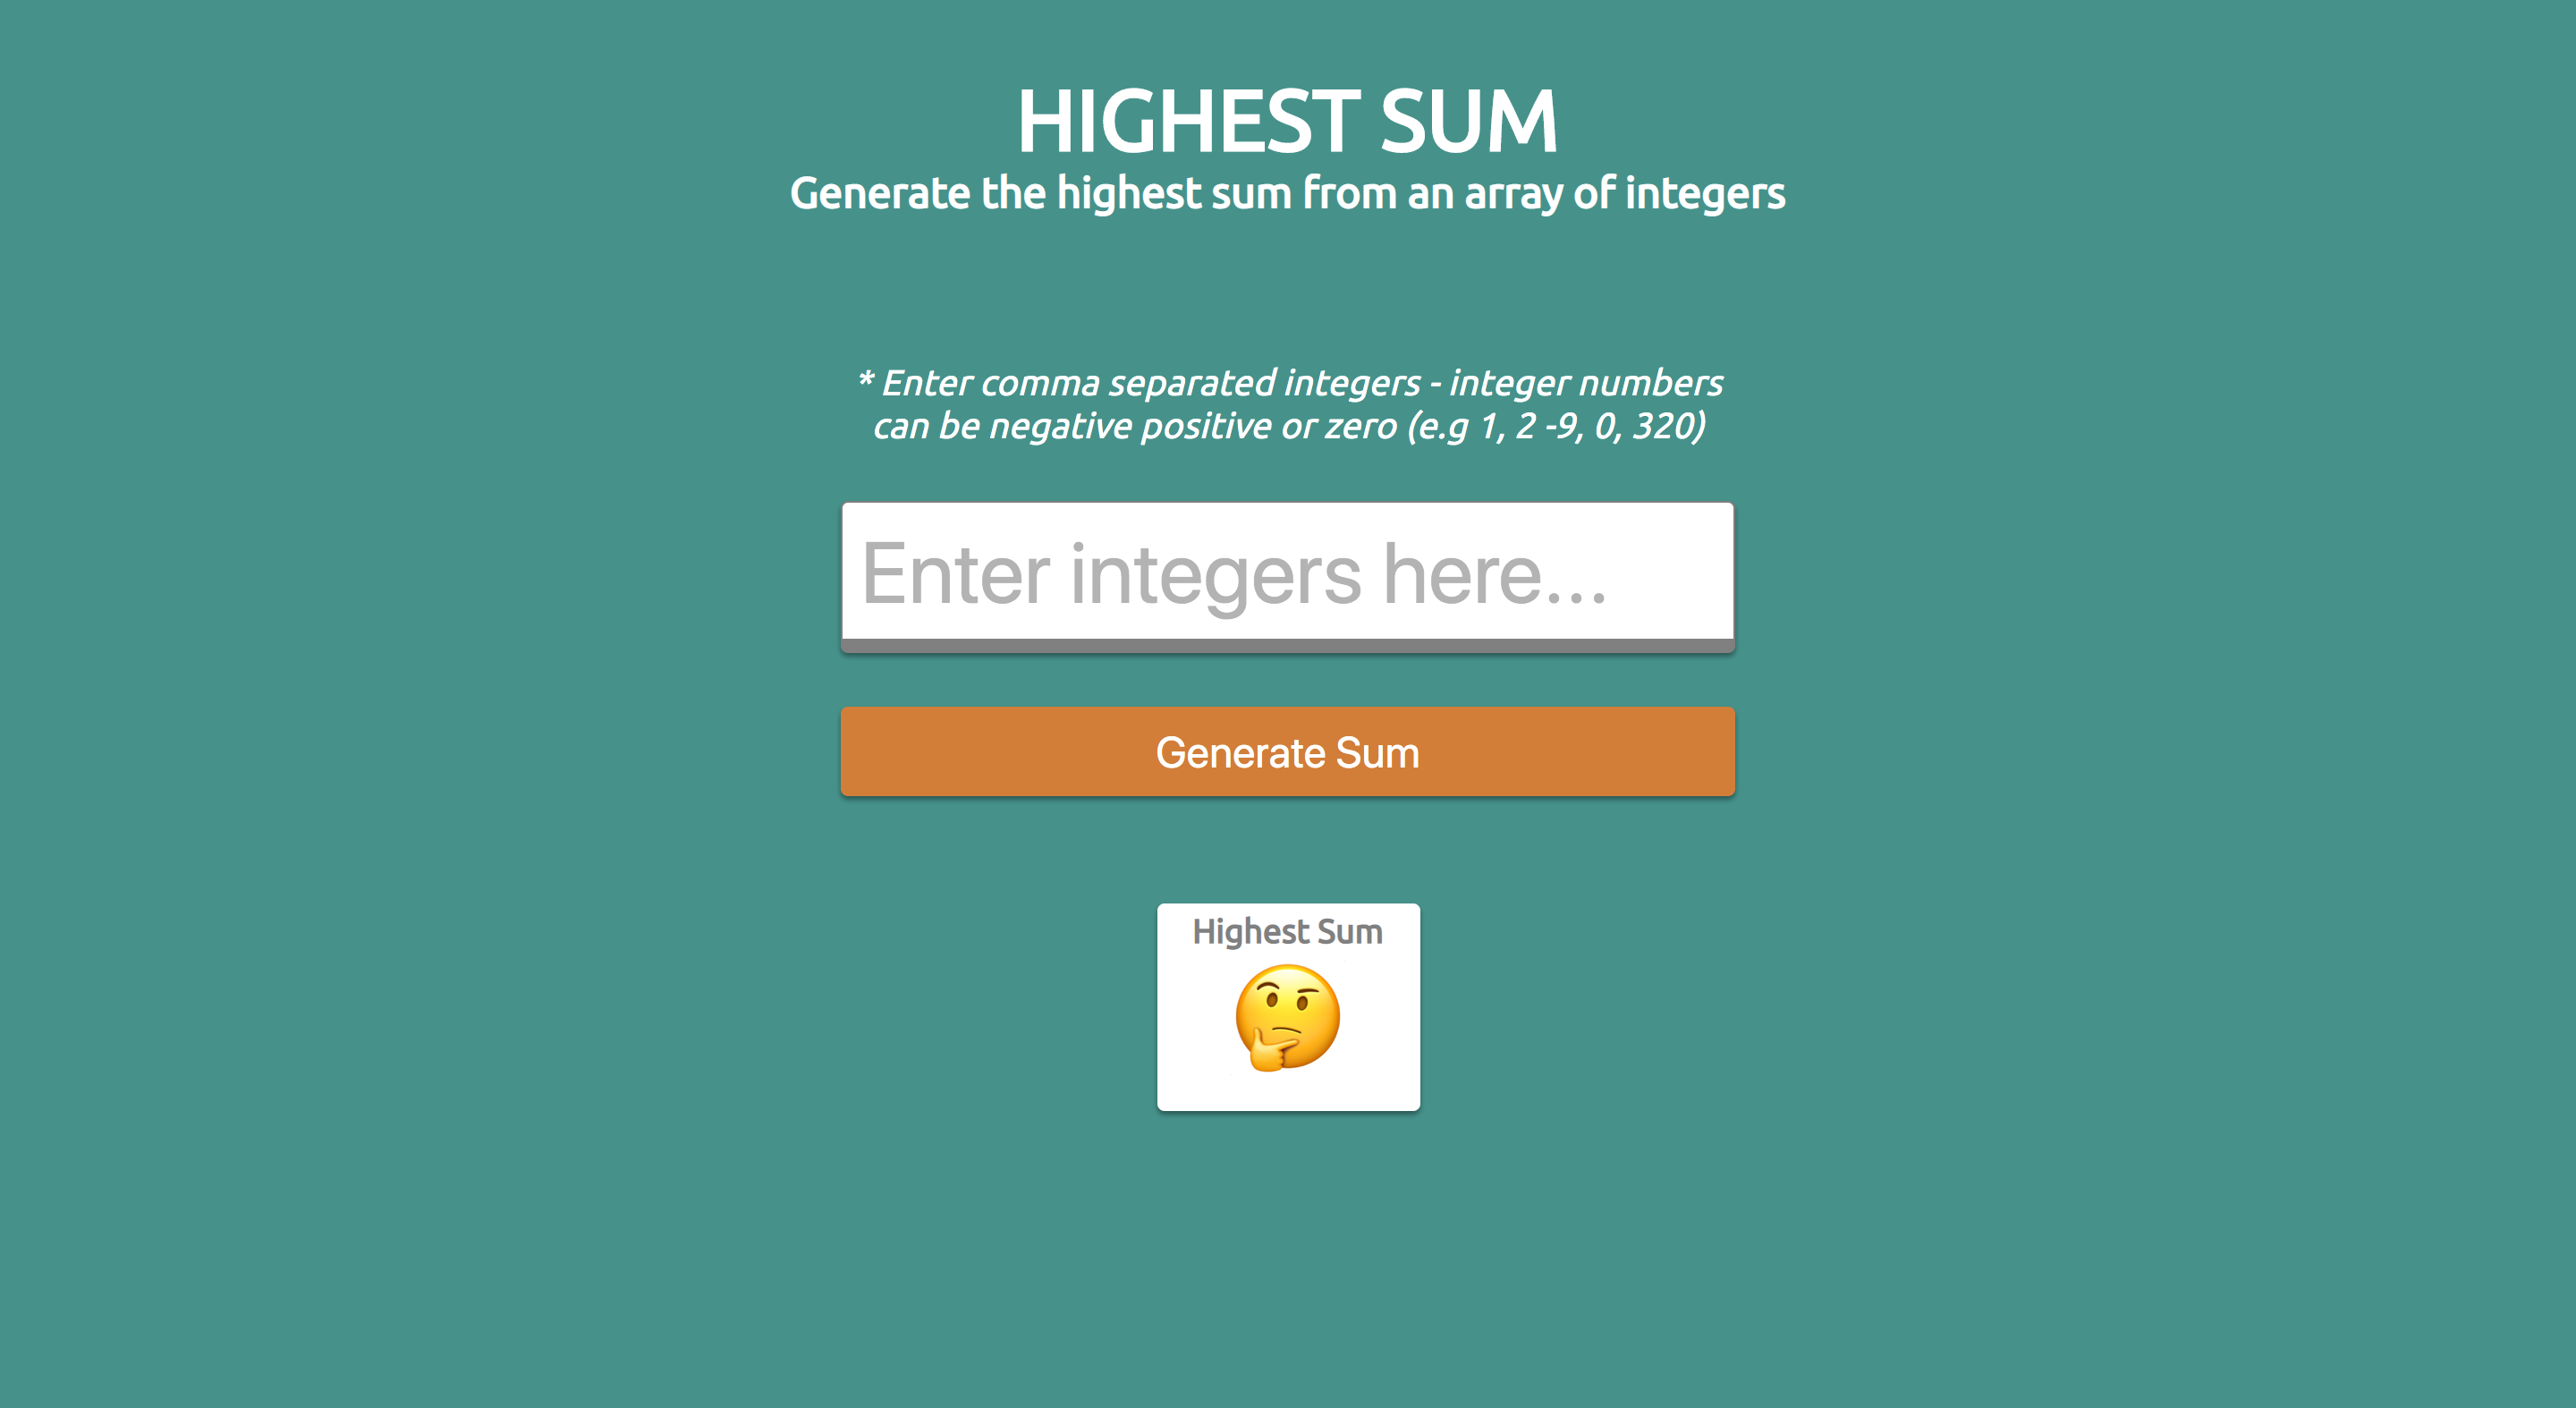 HIGHEST SUM
Generate the highest sum from an array of integers
* Enter comma separated integers - integer numbers
can be negative positive or zero (e.g 1, 2 -9, 0, 320)
Enter integers here...
Generate Sum
Highest Sum